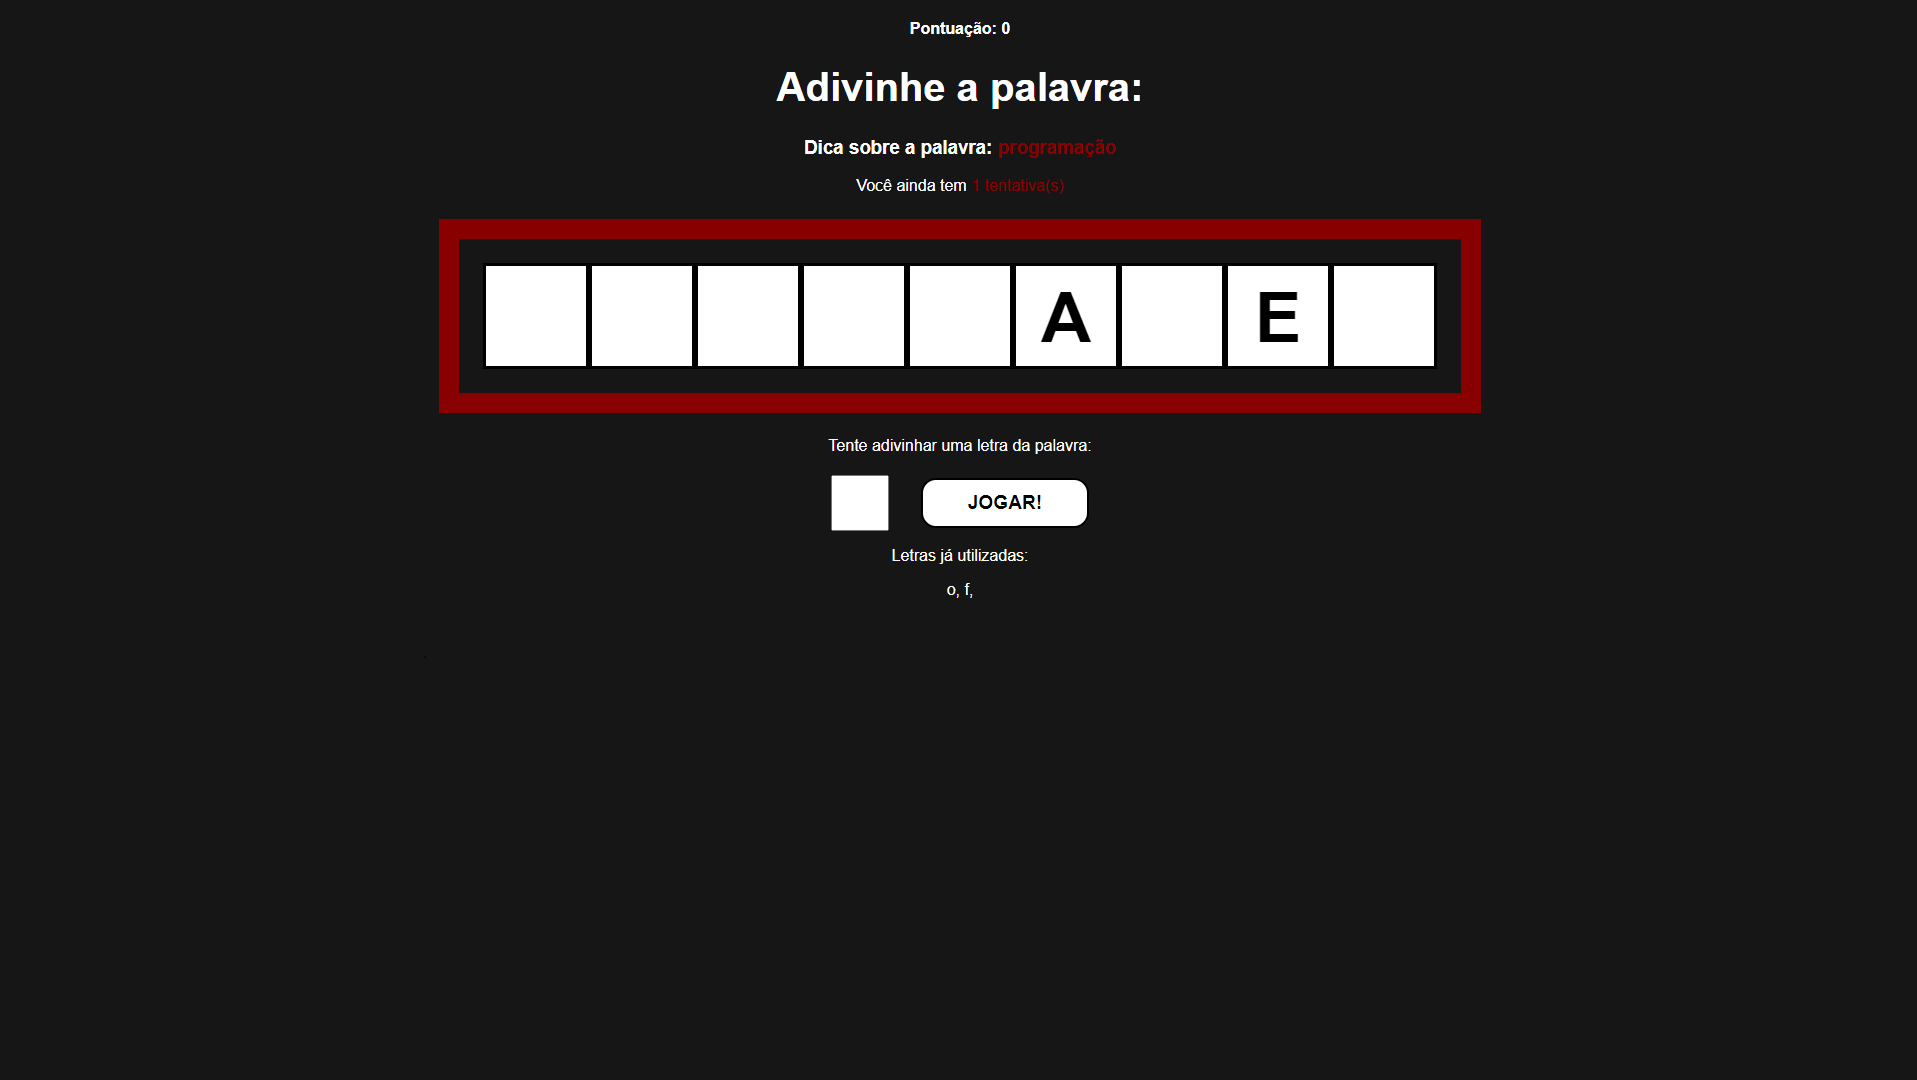 Pontuação: 0
Adivinhe a palavra:
Dica sobre a palavra: programação
Você ainda tem 1 tentativa(s)
A E
Tente adivinhar uma letra da palavra:
JOGAR!
Letras já utilizadas:
o, f,